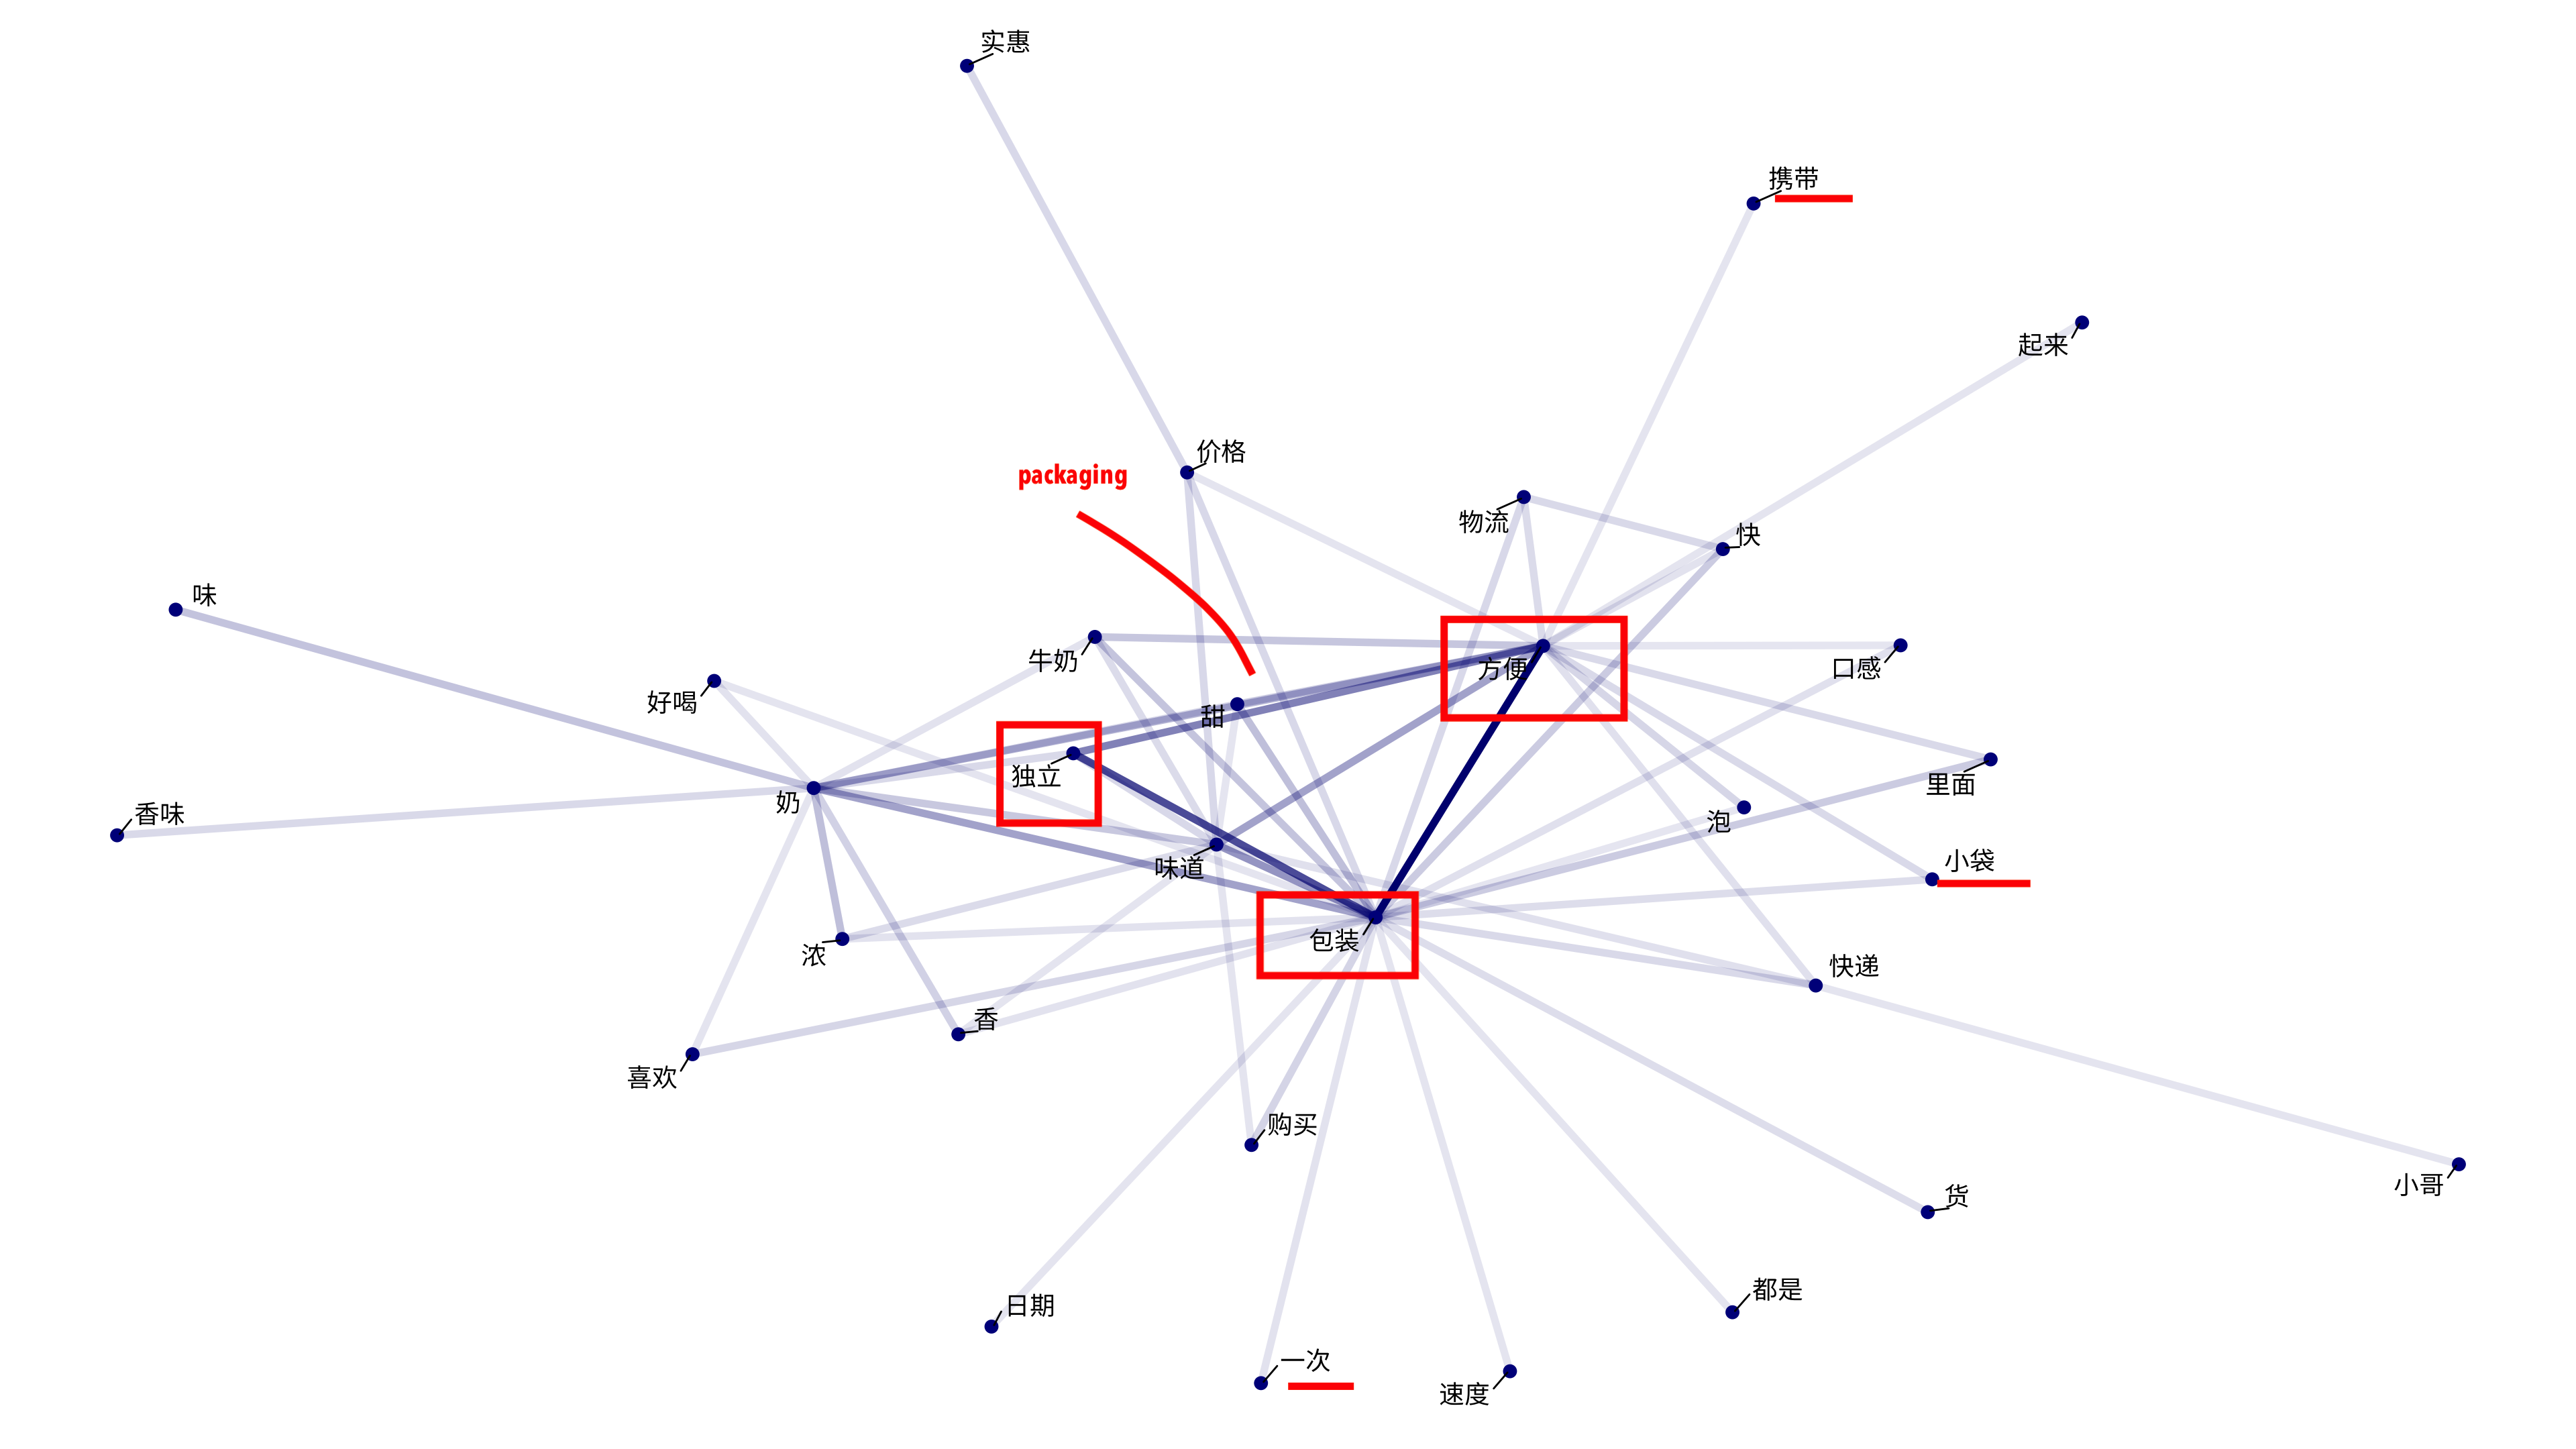 实惠
携带
起来
价格
packaging
物流
快
味
牛奶
方便
口感
好喝
甜
独立
里面
奶
香味
泡
味道
小袋
包装
浓
快递
香
喜欢
购买
小哥
货
都是
日期
一次
速度